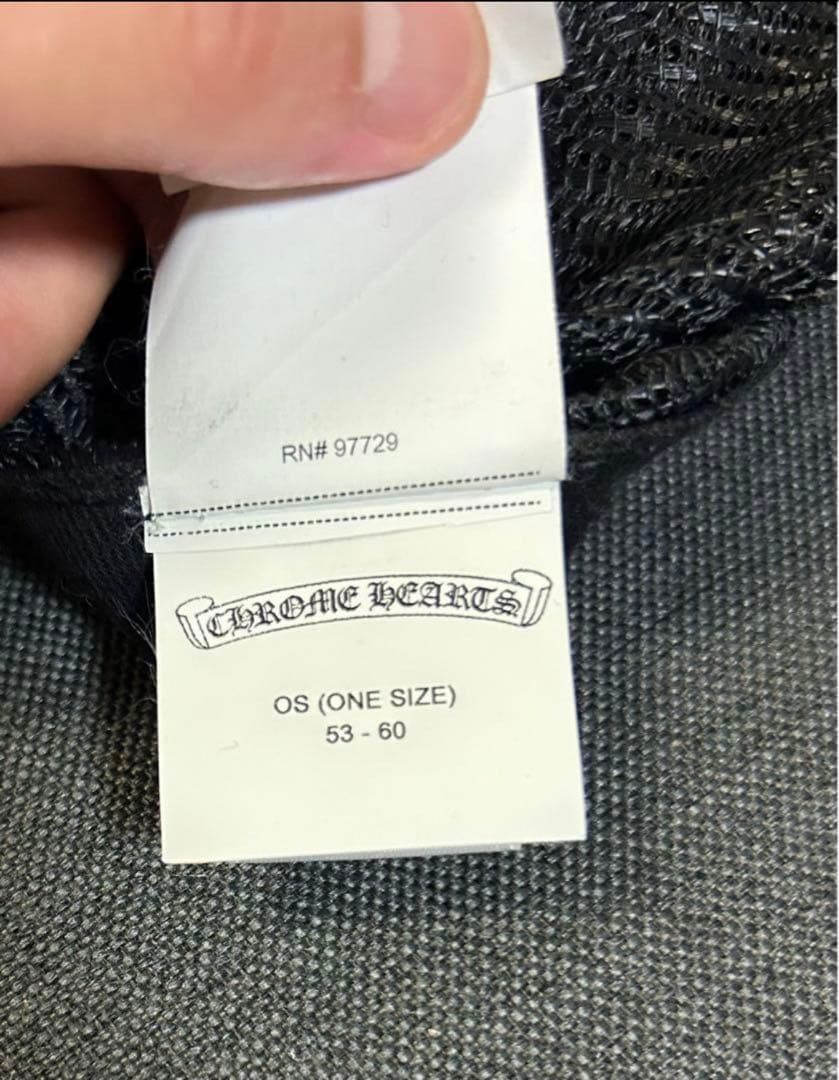 RN# 97729
CHROME HEARTS
OS (ONE SIZE)
53 - 60